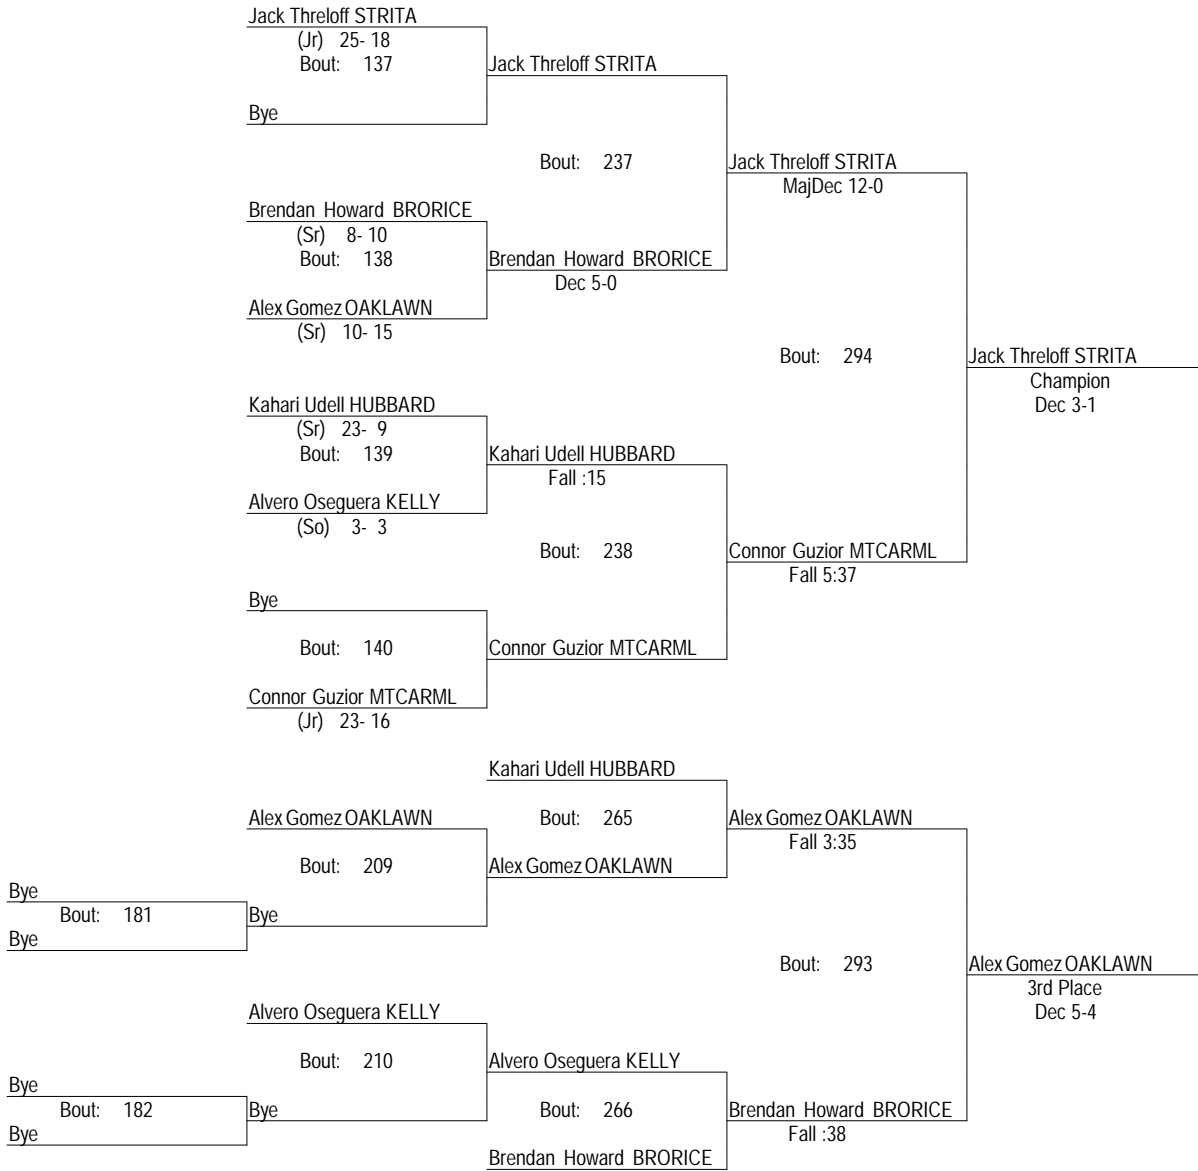 Jack Threloff STRITA
(Jr) 25- 18
Bout: 137
Jack Threloff STRITA
Bye
Bout: 237
Jack Threloff STRITA
MajDec 12-0
Brendan Howard BRORICE
(Sr) 8- 10
Bout: 138
Brendan Howard BRORICE
Dec 5-0
Alex Gomez OAKLAWN
(Sr) 10- 15
Bout: 294
Jack Threloff STRITA
Champion
Dec 3-1
Kahari Udell HUBBARD
(Sr) 23- 9
Bout: 139
Kahari Udell HUBBARD
Fall :15
Alvero Oseguera KELLY
(So) 3- 3
Bout: 238
Connor Guzior MTCARML
Fall 5:37
Bye
Bout: 140
Connor Guzior MTCARML
Connor Guzior MTCARML
(Jr) 23- 16
Kahari Udell HUBBARD
Alex Gomez OAKLAWN
Bout: 265
Alex Gomez OAKLAWN
Fall 3:35
Bout: 209
Alex Gomez OAKLAWN
Bye
Bout: 181
Bye
Bye
Bout: 293
Alex Gomez OAKLAWN
3rd Place
Dec 5-4
Alvero Oseguera KELLY
Bout: 210
Alvero Oseguera KELLY
Bye
Bout: 182
Bye
Bye
Bout: 266
Brendan Howard BRORICE
Fall :38
Brendan Howard BRORICE